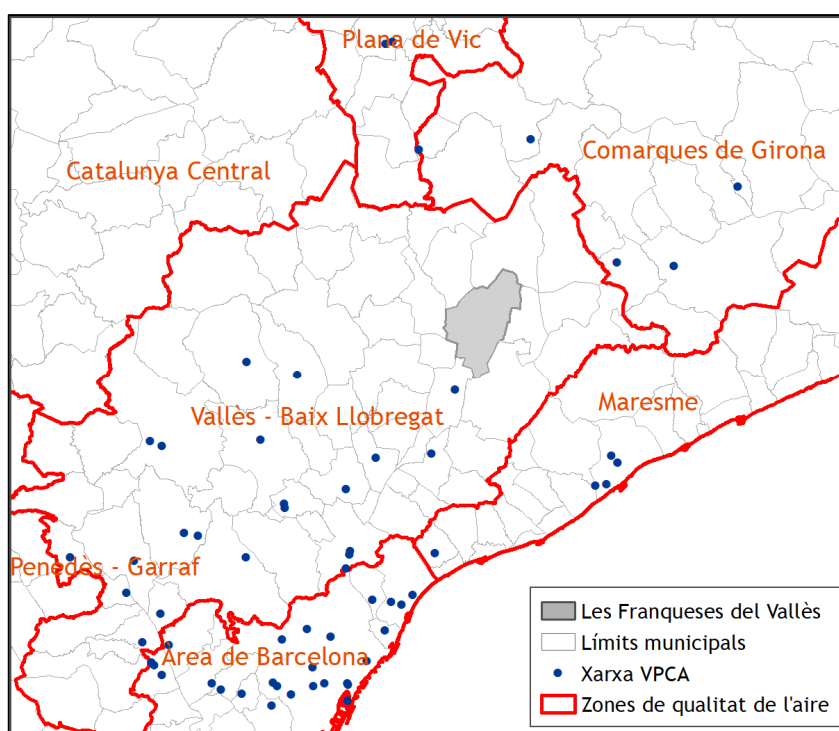 Plana de Vic
Catalunya Central
Comarques de Girona
Maresme
Vallès - Baix Llobregat
Penedès - Garraf
Àrea de Barcelona
Les Franqueses del Vallès
Límits municipals
Xarxa VPCA
Zones de qualitat de l'aire